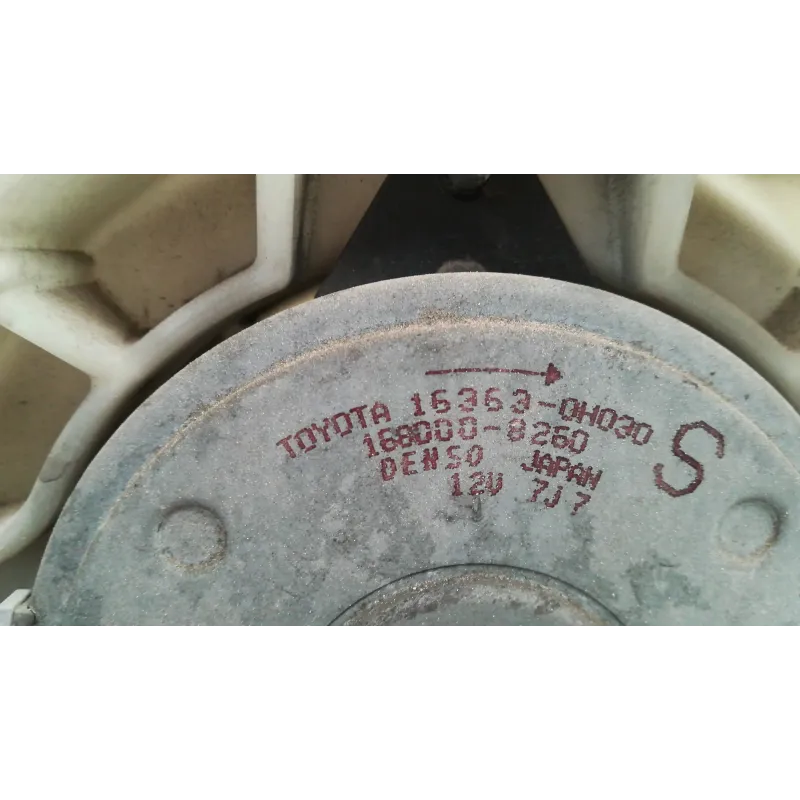 TOYOTA 16363-0H030
168000-8260
DENSO JAPAN
12V 7J7
S